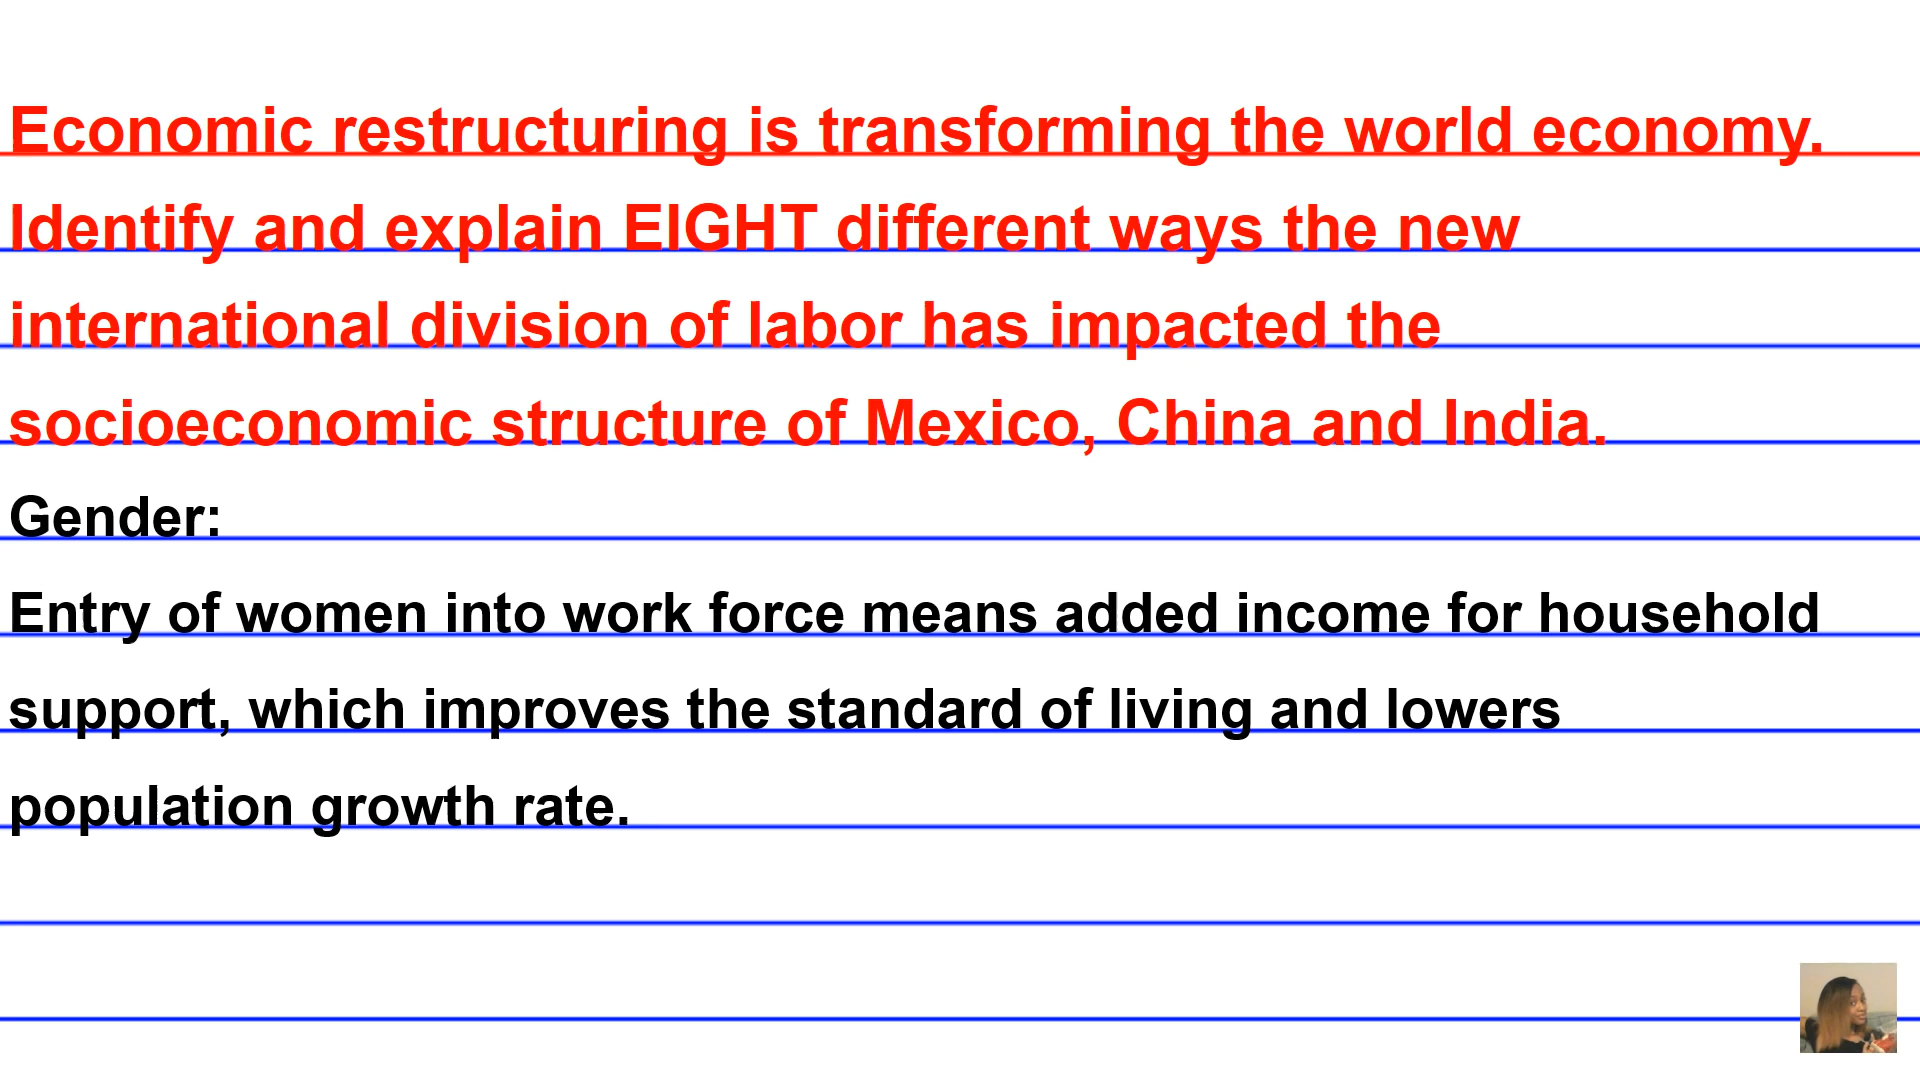 Economic restructuring is transforming the world economy.
Identify and explain EIGHT different ways the new
international division of labor has impacted the
socioeconomic structure of Mexico, China and India.
Gender:
Entry of women into work force means added income for household
support, which improves the standard of living and lowers
population growth rate.